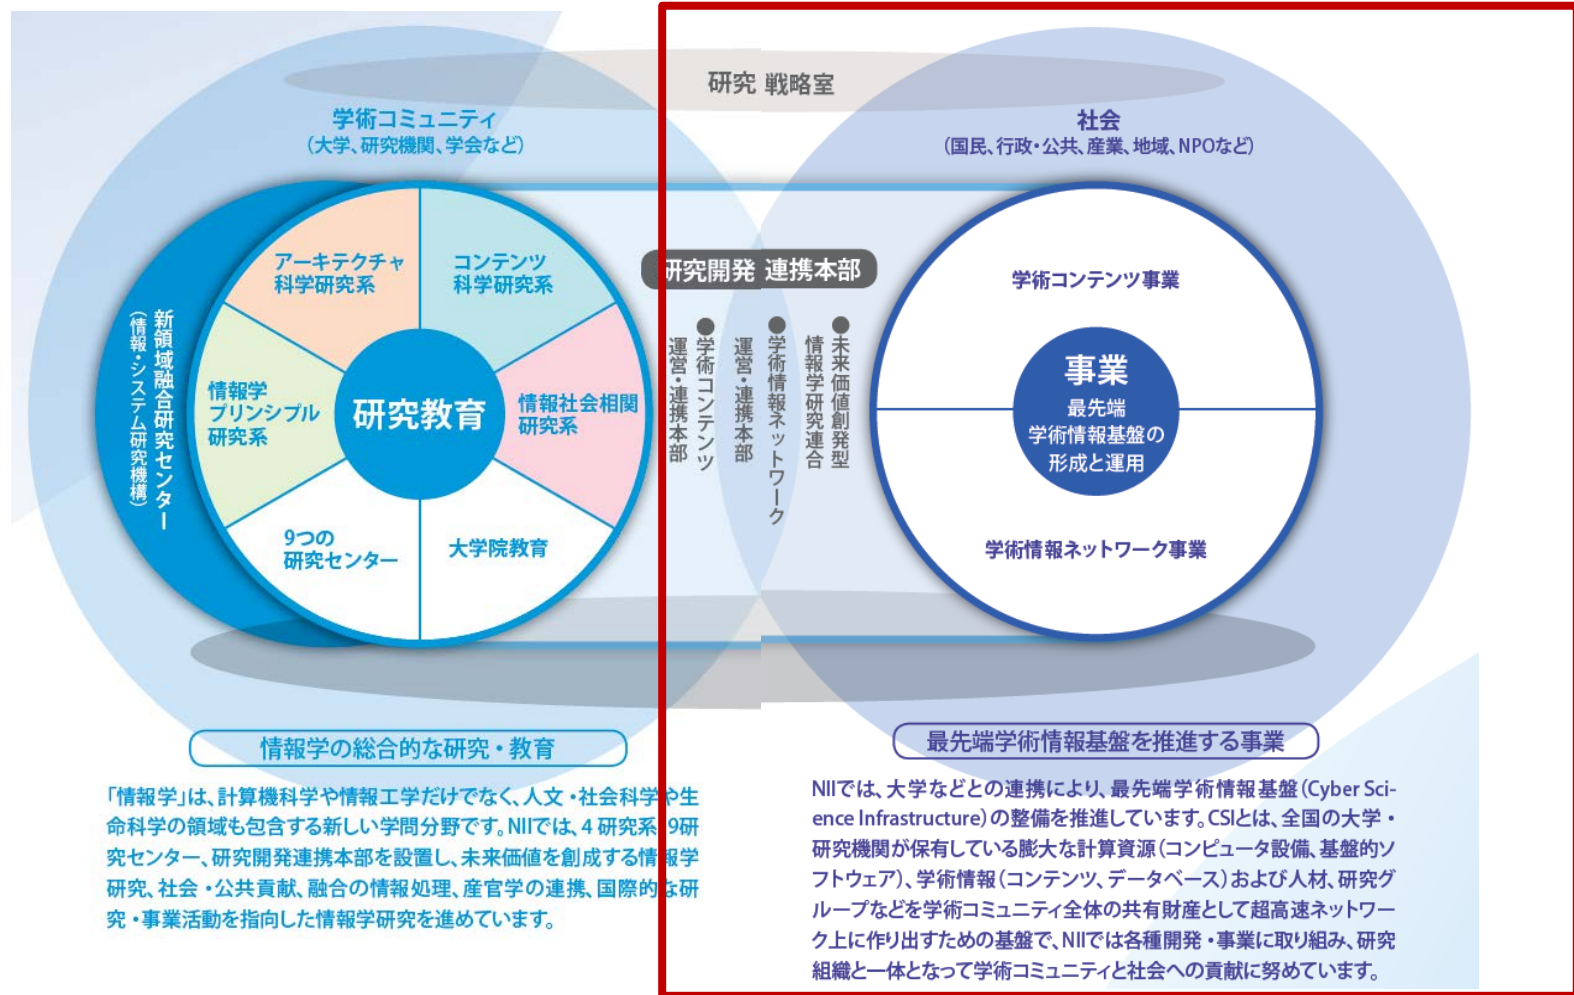 研究 戦略室
学術コミュニティ
（大学、研究機関、学会など）
社会
（国民、行政・公共、産業、地域、NPOなど）
新領域融合研究センター
（情報・システム研究機構）
アーキテクチャ
科学研究系
コンテンツ
科学研究系
情報学
プリンシプル
研究系
研究教育
情報社会相関
研究系
9つの
研究センター
大学院教育
研究開発 連携本部
●学術コンテンツ
運営・連携本部
●学術情報ネットワーク
運営・連携本部
●未来価値創発型
情報学研究連合
学術コンテンツ事業
事業
最先端
学術情報基盤の
形成と運用
学術情報ネットワーク事業
情報学の総合的な研究・教育
「情報学」は、計算機科学や情報工学だけでなく、人文・社会科学や生
命科学の領域も包含する新しい学問分野です。NIIでは、4研究系、9研
究センター、研究開発連携本部を設置し、未来価値を創成する情報学
研究、社会・公共貢献、融合の情報処理、産官学の連携、国際的な研
究・事業活動を指向した情報学研究を進めています。
最先端学術情報基盤を推進する事業
NIIでは、大学などとの連携により、最先端学術情報基盤（Cyber Sci-
ence Infrastructure）の整備を推進しています。CSIとは、全国の大学・
研究機関が保有している膨大な計算資源（コンピュータ設備、基盤的ソ
フトウェア）、学術情報（コンテンツ、データベース）および人材、研究グ
ループなどを学術コミュニティ全体の共有財産として超高速ネットワー
ク上に作り出すための基盤で、NIIでは各種開発・事業に取り組み、研究
組織と一体となって学術コミュニティと社会への貢献に努めています。